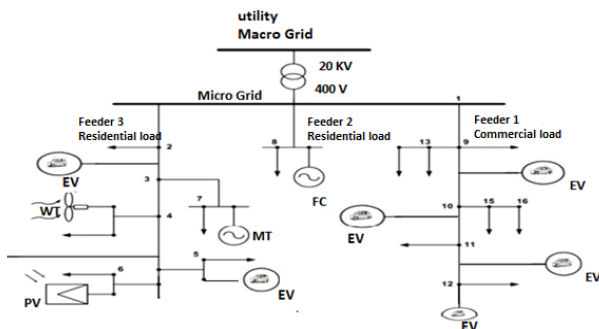 utility
Macro Grid
20 KV
400 V
Micro Grid
1
Feeder 3
Residential load
Feeder 2
Residential load
Feeder 1
Commercial load
2
8
13
9
EV
3
FC
EV
WT
4
7
10
15
16
EV
MT
11
5
6
12
PV
EV
EV
EV